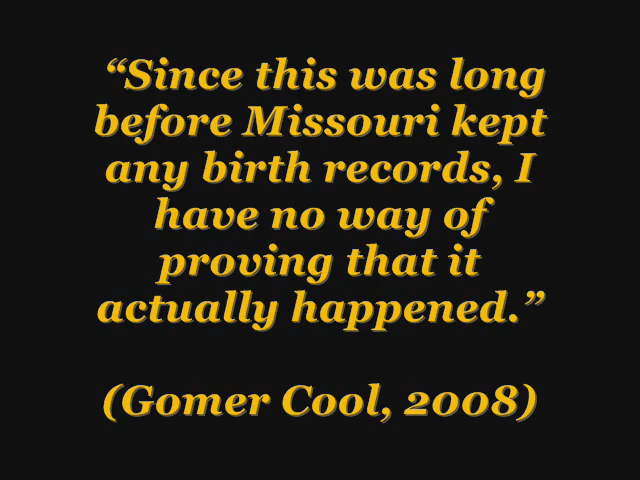 “Since this was long
before Missouri kept
any birth records, I
have no way of
proving that it
actually happened.”
(Gomer Cool, 2008)